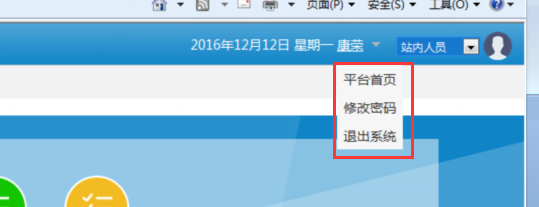 页面(P) 安全(S) 工具(O)
2016年12月12日 星期一 康荣 站内人员
平台首页
修改密码
退出系统